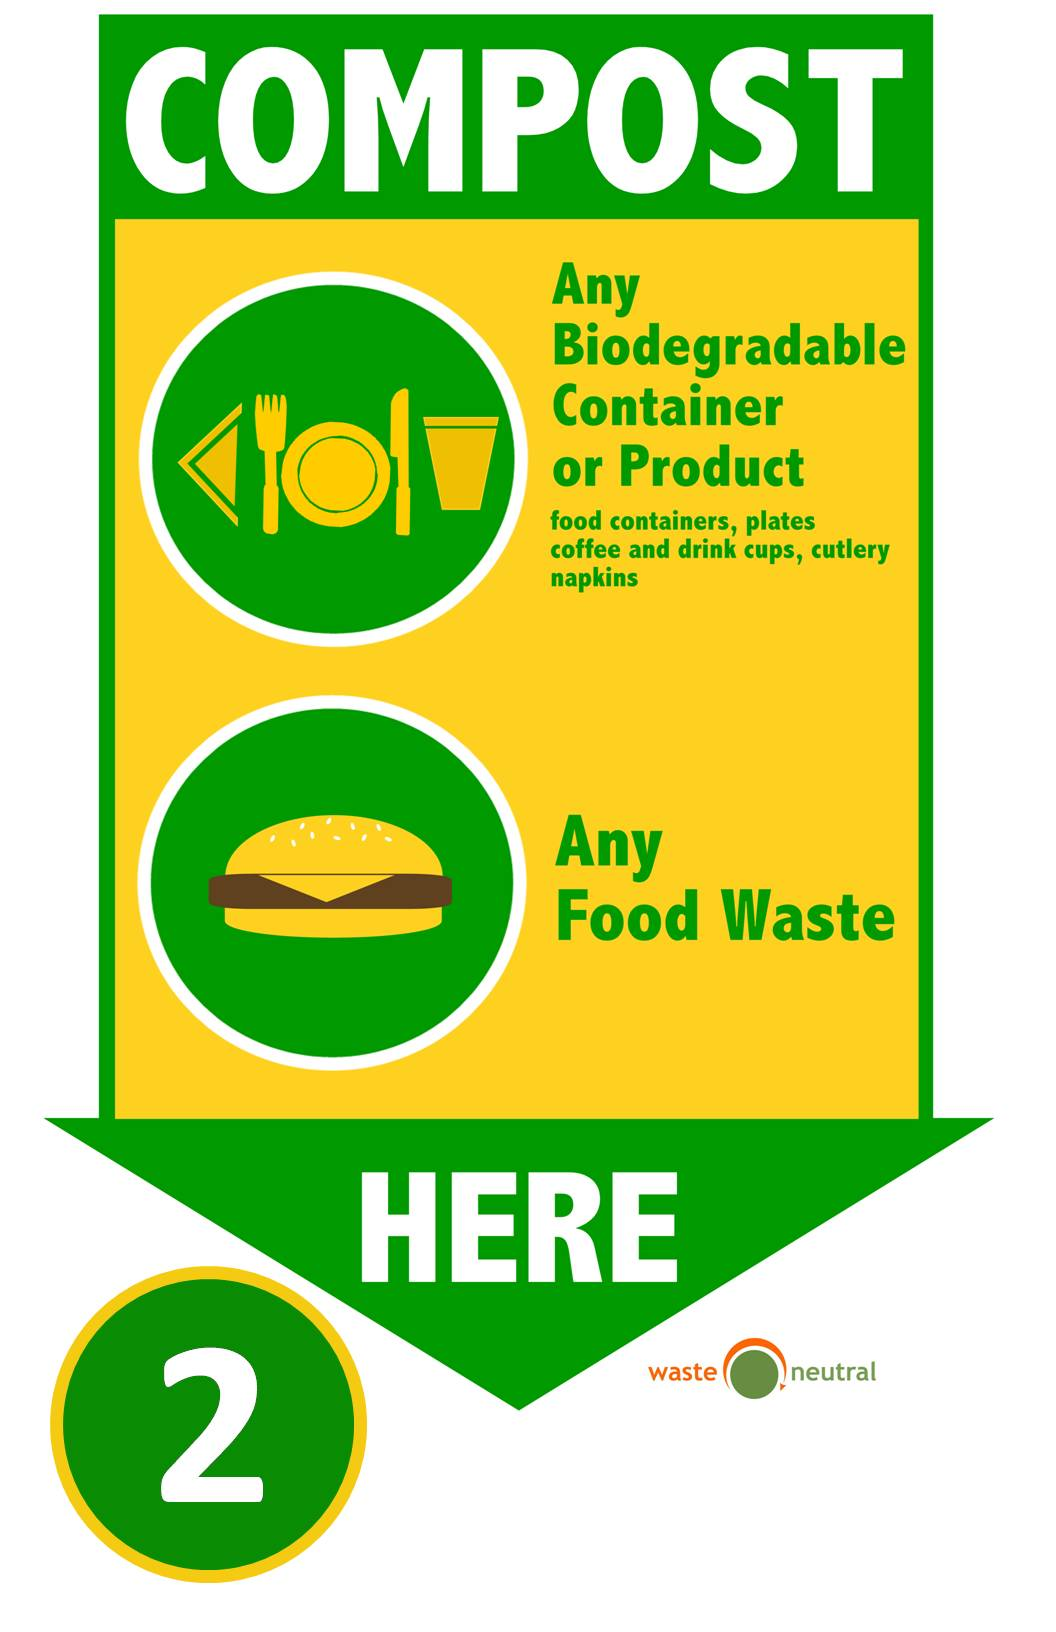 COMPOST
Any
Biodegradable
Container
or Product
food containers, plates
coffee and drink cups, cutlery
napkins
Any
Food Waste
HERE
2
waste neutral